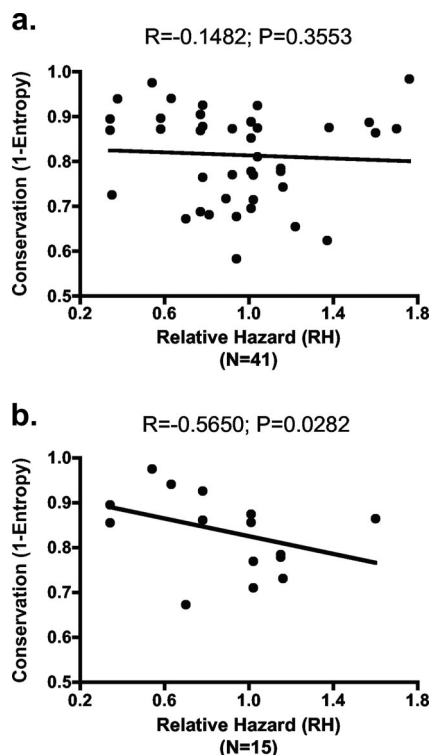 a.
R=-0.1482; P=0.3553
Conservation (1-Entropy)
1.0
0.9
0.8
0.7
0.6
0.5
0.2 0.6 1.0 1.4 1.8
Relative Hazard (RH)
(N=41)
b.
R=-0.5650; P=0.0282
Conservation (1-Entropy)
1.0
0.9
0.8
0.7
0.6
0.5
0.2 0.6 1.0 1.4 1.8
Relative Hazard (RH)
(N=15)